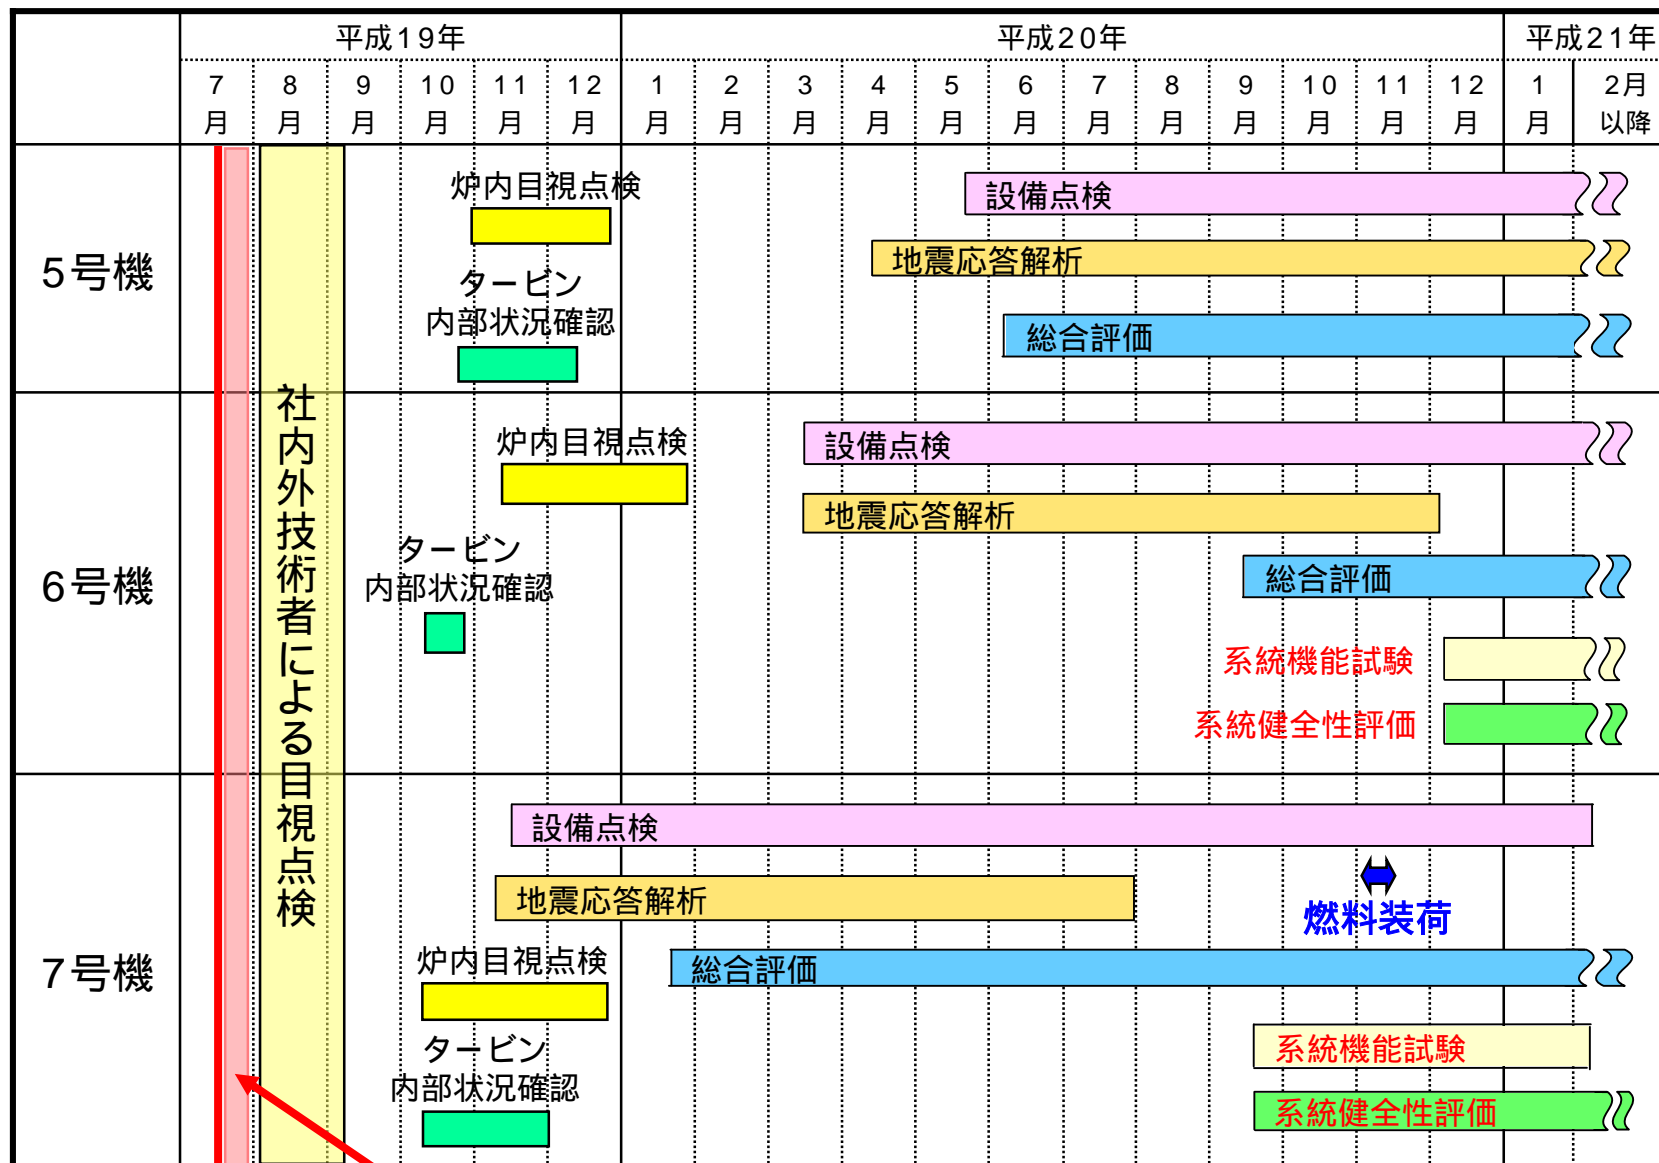 平成19年
平成20年
平成21年
7月
8月
9月
10月
11月
12月
1月
2月
3月
4月
5月
6月
7月
8月
9月
10月
11月
12月
1月
2月以降
社内外技術者による目視点検
5号機
炉内目視点検
タービン
内部状況確認
設備点検
地震応答解析
総合評価
6号機
炉内目視点検
タービン
内部状況確認
設備点検
地震応答解析
総合評価
系統機能試験
系統健全性評価
7号機
設備点検
地震応答解析
燃料装荷
炉内目視点検
総合評価
タービン
内部状況確認
系統機能試験
系統健全性評価